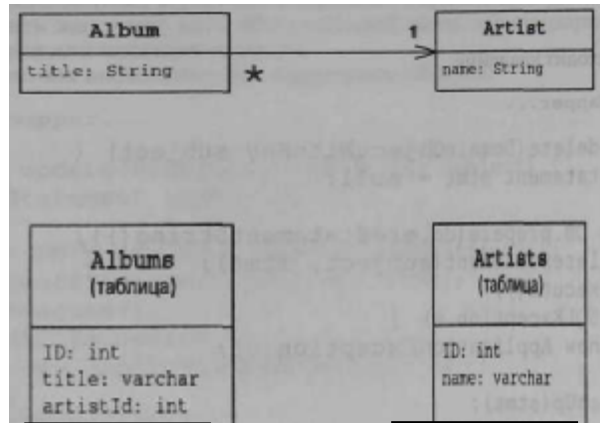 Album
title: String
*
1
Artist
name: String
Albums
(таблица)
ID: int
title: varchar
artistId: int
Artists
(таблица)
ID: int
name: varchar